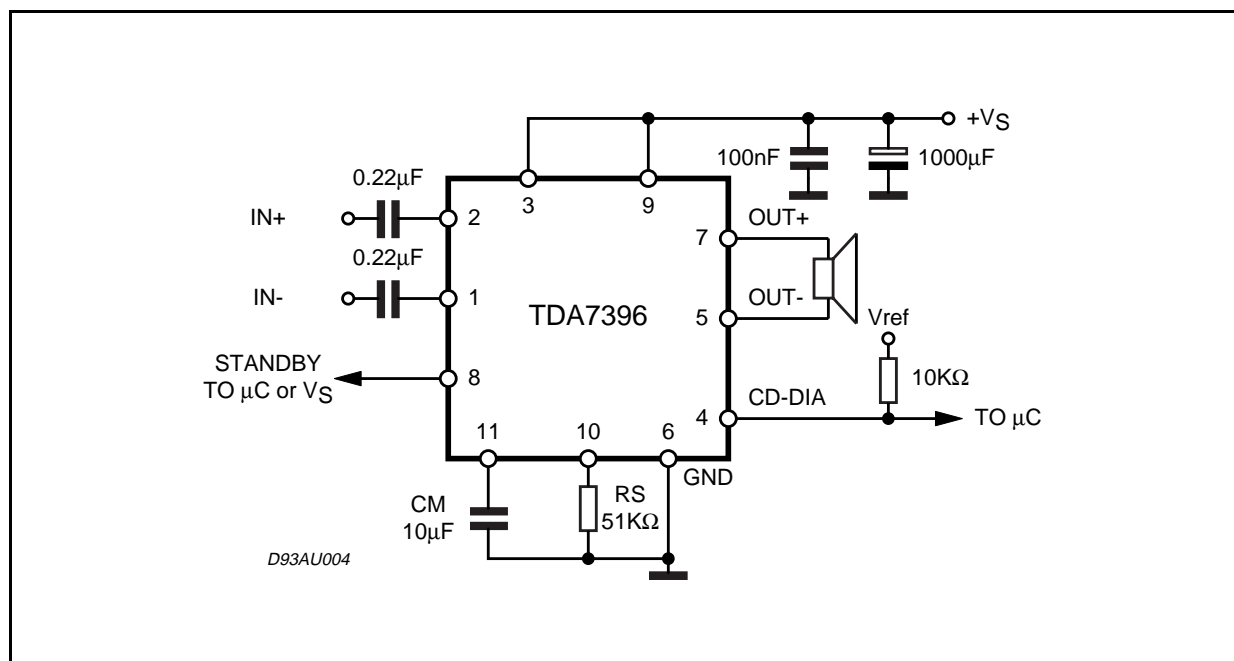 +VS
100nF
1000μF
0.22μF
3
9
IN+
2
OUT+
7
0.22μF
IN-
1
OUT-
5
TDA7396
Vref
STANDBY
TO μC or VS
8
10KΩ
CD-DIA
4
TO μC
11
10
6
GND
CM
10μF
RS
51KΩ
D93AU004